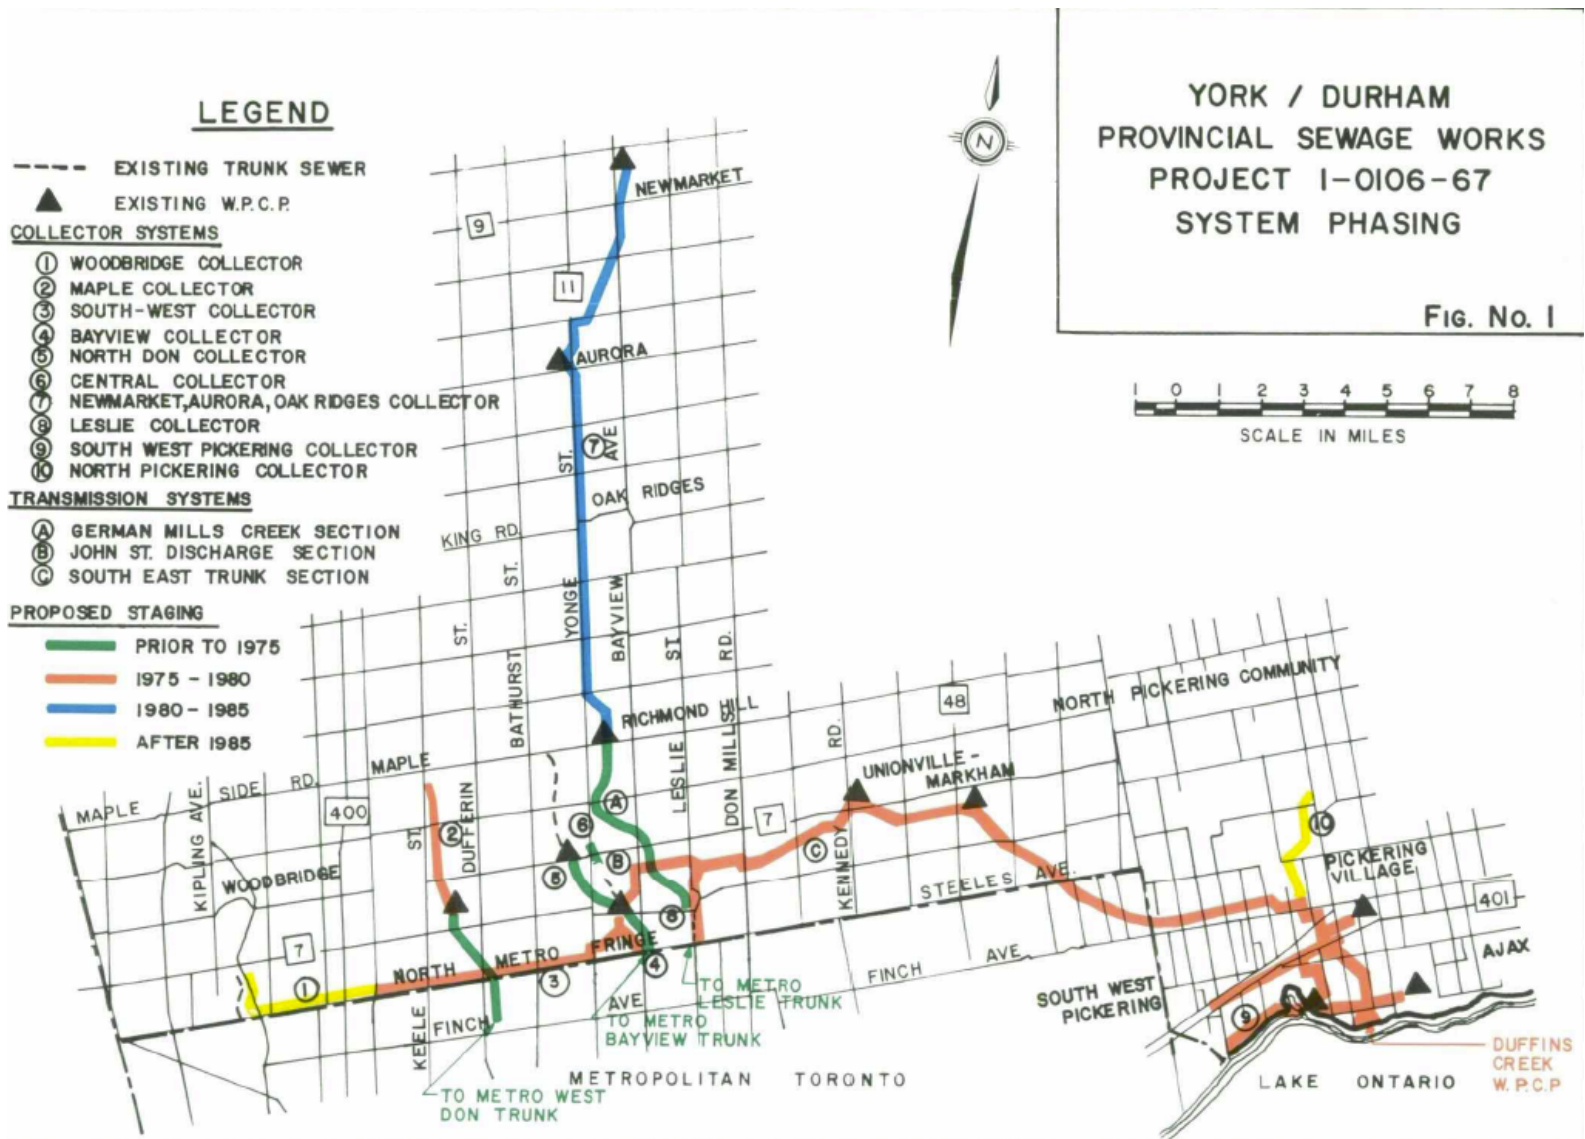 YORK / DURHAM
PROVINCIAL SEWAGE WORKS
PROJECT 1-0106-67
SYSTEM PHASING
FIG. NO. 1
N
1 0 1 2 3 4 5 6 7 8
SCALE IN MILES
LEGEND
EXISTING TRUNK SEWER
EXISTING W.P.C.P.
COLLECTOR SYSTEMS
1 WOODBRIDGE COLLECTOR
2 MAPLE COLLECTOR
3 SOUTH-WEST COLLECTOR
4 BAYVIEW COLLECTOR
5 NORTH DON COLLECTOR
6 CENTRAL COLLECTOR
7 NEWMARKET, AURORA, OAK RIDGES COLLECTOR
8 LESLIE COLLECTOR
9 SOUTH WEST PICKERING COLLECTOR
10 NORTH PICKERING COLLECTOR
TRANSMISSION SYSTEMS
A GERMAN MILLS CREEK SECTION
B JOHN ST. DISCHARGE SECTION
C SOUTH EAST TRUNK SECTION
PROPOSED STAGING
PRIOR TO 1975
1975 - 1980
1980 - 1985
AFTER 1985
NEWMARKET
9
11
AURORA
7
ST.
AVE
OAK RIDGES
KING RD.
ST.
YONGE
BAYVIEW
ST.
ST
RD.
BATHURST
RICHMOND HILL
LESLIE
DON MILLS
RD.
48
NORTH PICKERING COMMUNITY
MAPLE
UNIONVILLE -
MARKHAM
MAPLE SIDE RD.
KIPLING AVE.
400
ST.
2
DUFFERIN
6
A
7
C
KENNEDY
10
PICKERING
VILLAGE
WOODBRIDGE
5
B
8
STEELES AVE.
401
7
NORTH METRO FRINGE
1
3
4
FINCH AVE
AJAX
KEELE
FINCH AVE
TO METRO
LESLIE TRUNK
TO METRO
BAYVIEW TRUNK
SOUTH WEST
PICKERING
9
METROPOLITAN TORONTO
TO METRO WEST
DON TRUNK
LAKE ONTARIO
DUFFINS
CREEK
W.P.C.P